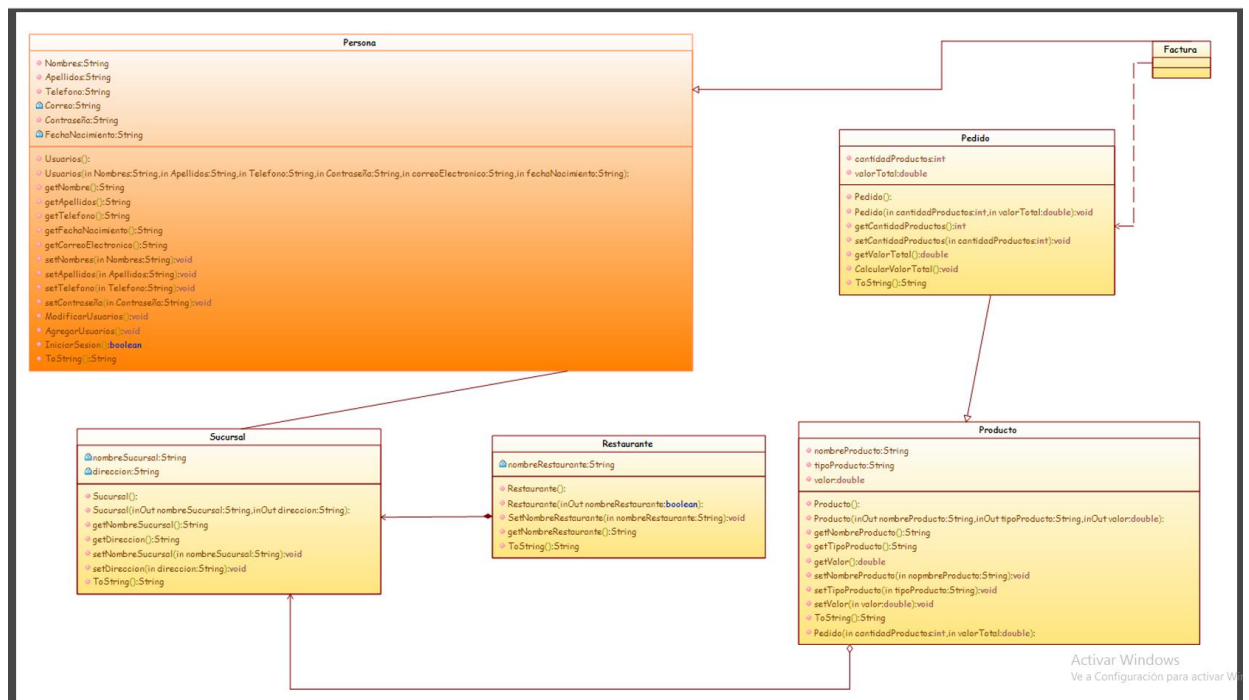 Persona
Nombres:String
Apellidos:String
Telefono:String
Correo:String
Contraseña:String
FechaNacimiento:String
Usuarios():
Usuarios(in Nombres:String,in Apellidos:String,in Telefono:String,in Contraseña:String,in correoElectronico:String,in fechaNacimiento:String):
getNombre():String
getApellidos():String
getTelefono():String
getFechaNacimiento():String
getCorreoElectronico():String
setNombres(in Nombres:String):void
setApellidos(in Apellidos:String):void
setTelefono(in Telefono:String):void
setContraseña(in Contraseña:String):void
ModificarUsuarios():void
AgregarUsuarios():void
IniciarSesion():boolean
ToString():String
Factura
Pedido
cantidadProductos:int
valorTotal:double
Pedido():
Pedido(in cantidadProductos:int,in valorTotal:double):void
getCantidadProductos():int
setCantidadProductos(in cantidadProductos:int):void
getValorTotal():double
CalcularValorTotal():void
ToString():String
Sucursal
nombreSucursal:String
direccion:String
Sucursal():
Sucursal(inOut nombreSucursal:String,inOut direccion:String):
getNombreSucursal():String
getDireccion():String
setNombreSucursal(in nombreSucursal:String):void
setDireccion(in direccion:String):void
ToString():String
Restaurante
nombreRestaurante:String
Restaurante():
Restaurante(inOut nombreRestaurante:boolean):
SetNombreRestaurante(in nombreRestaurante:String):void
getNombreRestaurante():String
ToString():String
Producto
nombreProducto:String
tipoProducto:String
valor:double
Producto():
Producto(inOut nombreProducto:String,inOut tipoProducto:String,inOut valor:double):
getNombreProducto():String
getTipoProducto():String
getValor():double
setNombreProducto(in nopmbreProducto:String):void
setTipoProducto(in tipoProducto:String):void
setValor(in valor:double):void
ToString():String
Pedido(in cantidadProductos:int,in valorTotal:double):
Activar Windows
Ve a Configuración para activar